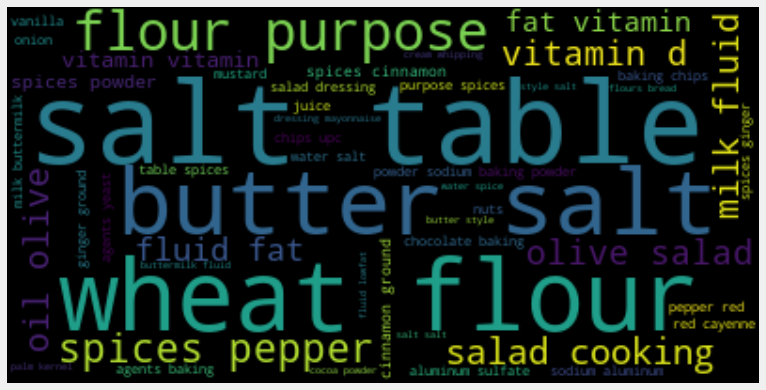 vanilla
flour purpose
fat vitamin
onion
vitamin vitamin
cream whipping
vitamin d
milk fluid
spices powder
mustard
spices cinnamon
baking chips
salad dressing
purpose spices
style salt
flours bread
salt table
juice
dressing mayonnaise
milk buttermilk
chips upc
water salt
spices ginger
table spices
powder sodium
baking powder
butter salt
water spice
oil olive
ginger ground
agents yeast
nuts
butter style
fluid fat
chocolate baking
olive salad
buttermilk fluid
wheat flour
fluid lowfat
cinnamon ground
pepper red
red cayenne
salt salt
spices pepper
salad cooking
palm kernel
agents baking
cocoa powder
aluminum sulfate
sodium aluminum